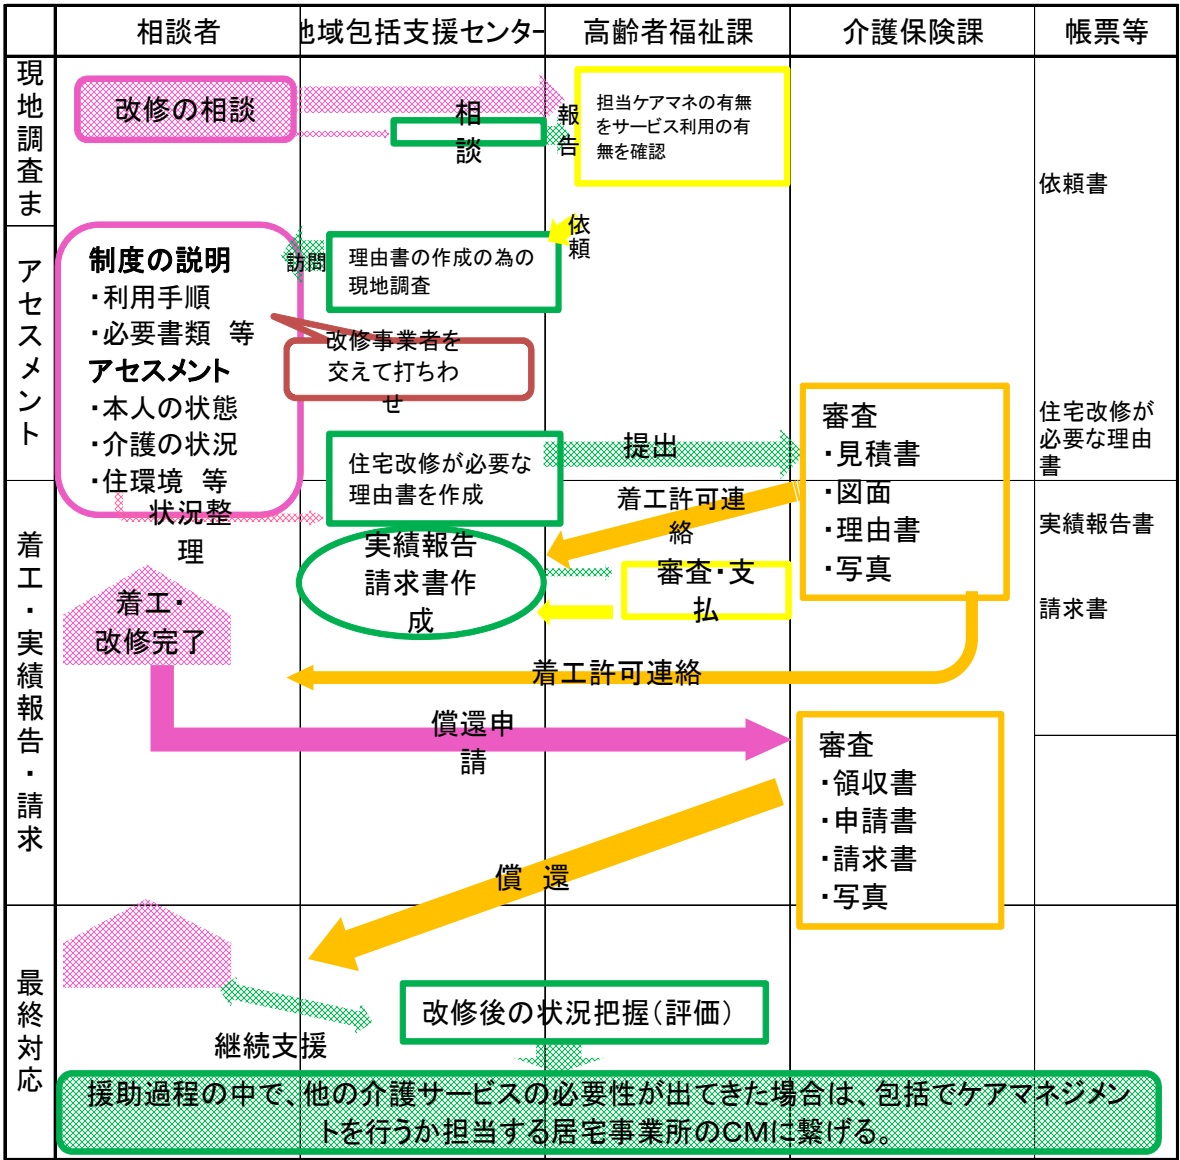 相談者
地域包括支援センター
高齢者福祉課
介護保険課
帳票等
現地調査ま
改修の相談
相
談
報
告
担当ケアマネの有無
をサービス利用の有
無を確認
依頼書
アセスメント
制度の説明
・利用手順
・必要書類　等
アセスメント
・本人の状態
・介護の状況
・住環境　等
訪問
理由書の作成の為の
現地調査
依
頼
改修事業者を
交えて打ちわ
せ
住宅改修が必要な
理由書を作成
提出
審査
・見積書
・図面
・理由書
・写真
住宅改修が
必要な理由
書
着工・実績報告・請求
状況整
理
着工許可連
絡
実績報告書
実績報告
請求書作
成
審査・支
払
請求書
着工・
改修完了
着工許可連絡
償還申
請
審査
・領収書
・申請書
・請求書
・写真
償　還
最終対応
改修後の状況把握（評価）
継続支援
援助過程の中で、他の介護サービスの必要性が出てきた場合は、包括でケアマネジメン
トを行うか担当する居宅事業所のCMに繋げる。